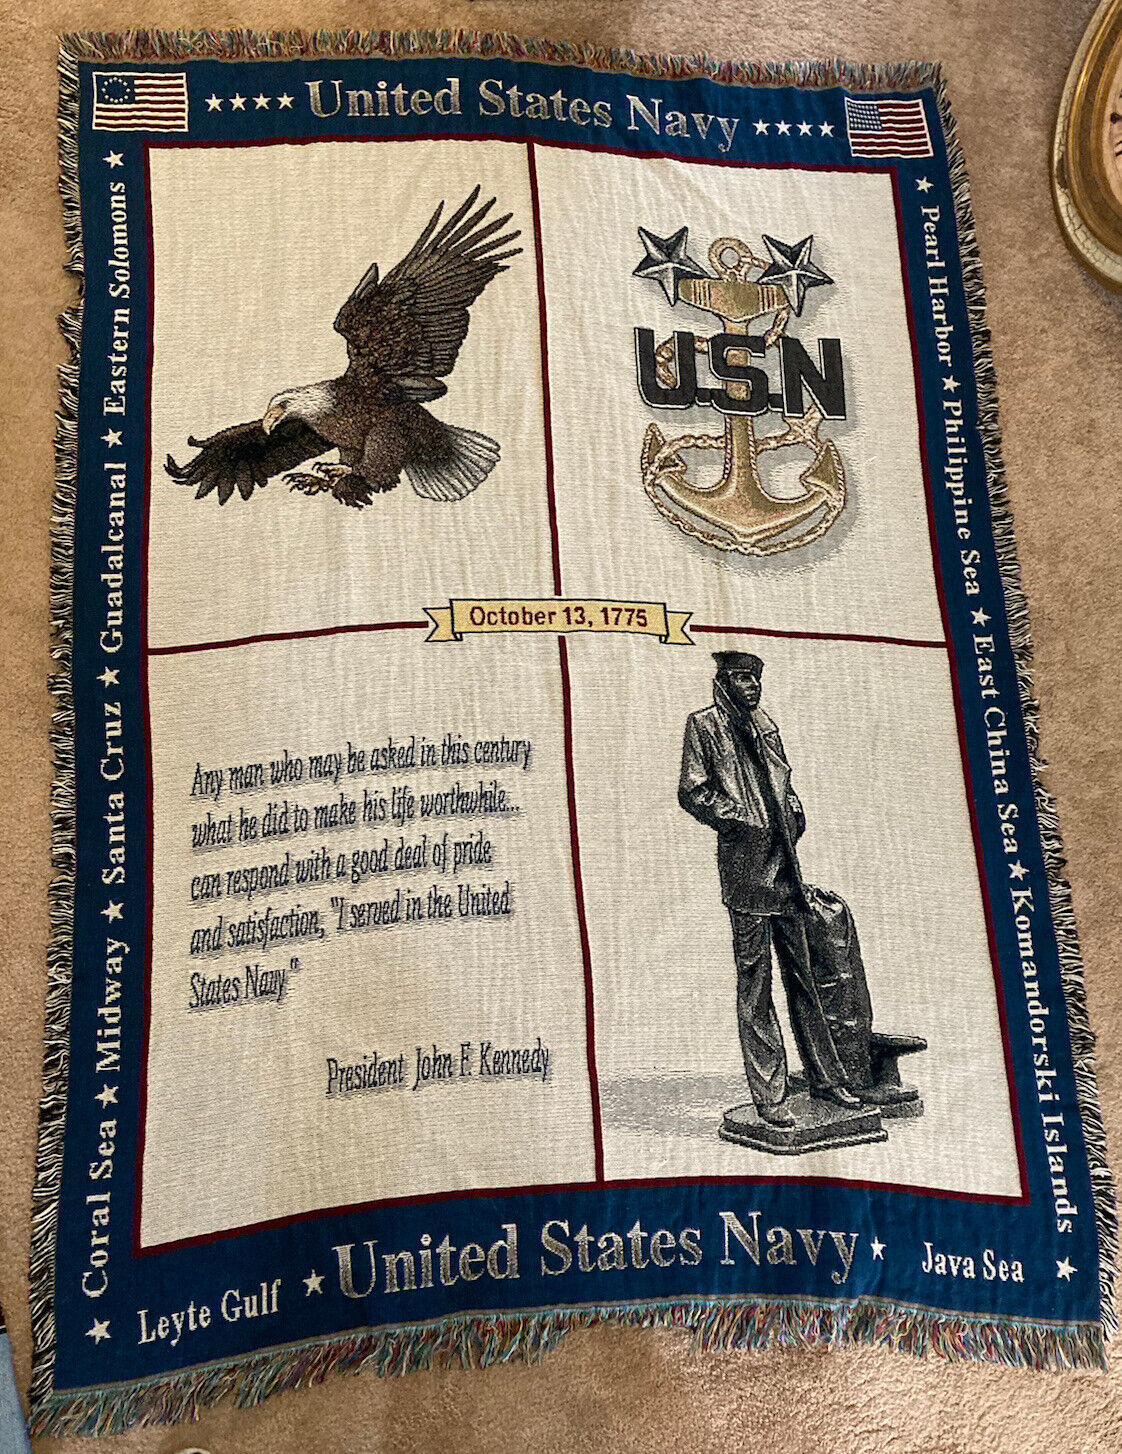 ★★★★ United States Navy ★★★★
★ Coral Sea ★ Midway ★ Santa Cruz ★ Guadalcanal ★ Eastern Solomons ★
★ Pearl Harbor ★ Philippine Sea ★ East China Sea ★ Komandorski Islands ★
U.S.N
October 13, 1775
Any man who may be asked in this century
what he did to make his life worthwhile...
can respond with a good deal of pride
and satisfaction, "I served in the United
States Navy"
President John F. Kennedy
Leyte Gulf ★ United States Navy ★ Java Sea